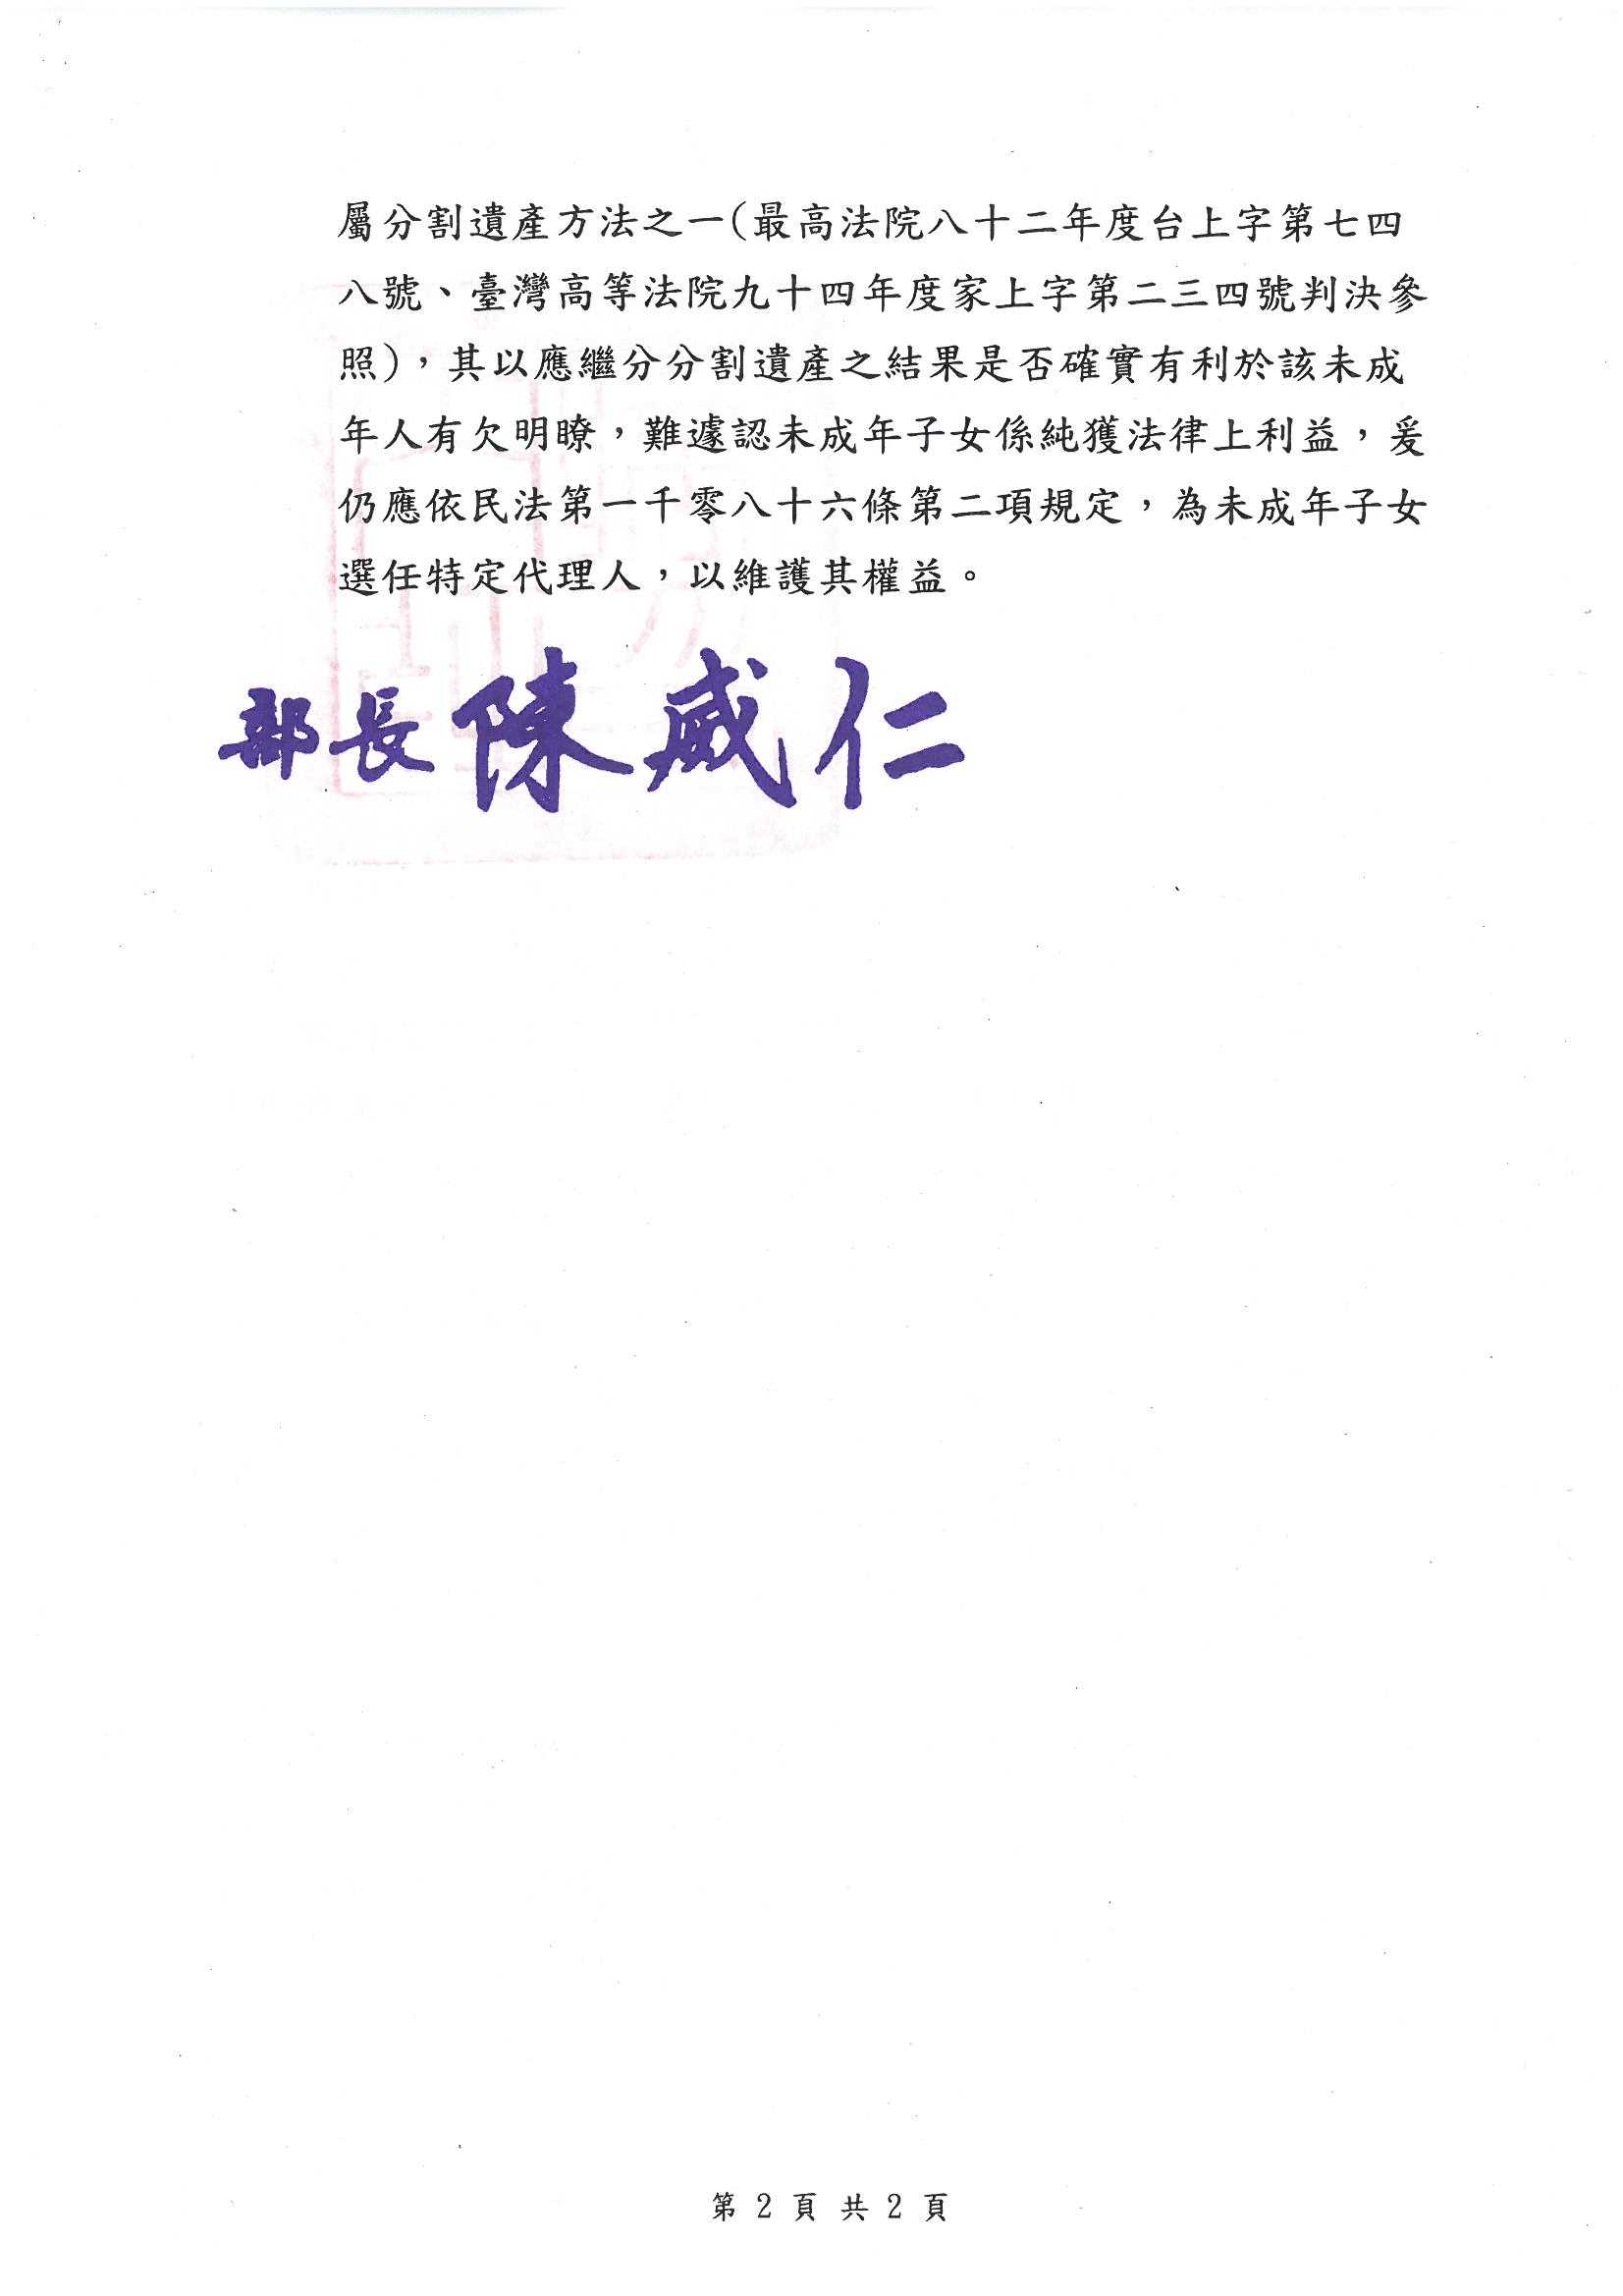 屬分割遺產方法之一(最高法院八十二年度台上字第七四
八號、臺灣高等法院九十四年度家上字第二三四號判決參
照)，其以應繼分分割遺產之結果是否確實有利於該未成
年人有欠明瞭，難遽認未成年子女係純獲法律上利益，爰
仍應依民法第一千零八十六條第二項規定，為未成年子女
選任特定代理人，以維護其權益。
部長 陳威仁
第 2 頁 共 2 頁